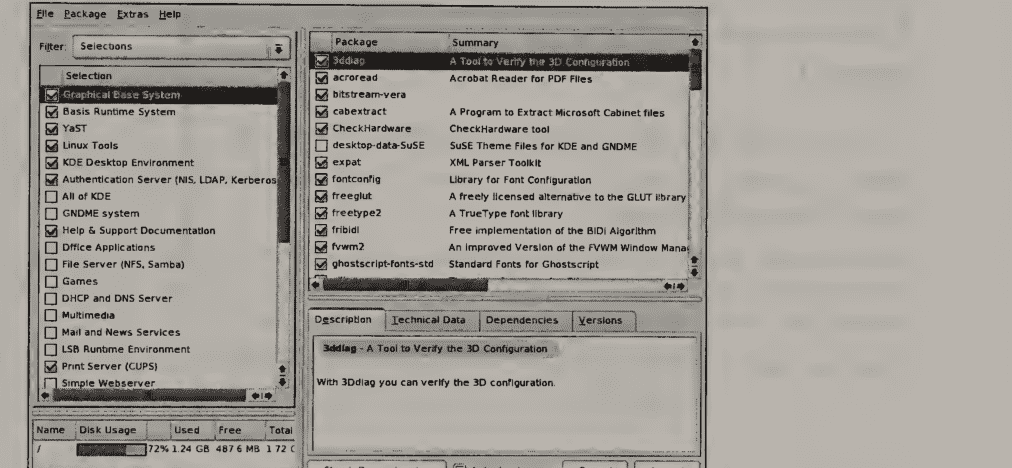 File Package Extras Help
Filter: Selections
Selection
Graphical Base System
Basis Runtime System
YaST
Linux Tools
KDE Desktop Environment
Authentication Server (NIS, LDAP, Kerberos
All of KDE
GNOME system
Help & Support Documentation
Office Applications
File Server (NFS, Samba)
Games
DHCP and DNS Server
Multimedia
Mail and News Services
LSB Runtime Environment
Print Server (CUPS)
Simple Webserver
Name Disk Usage Used Free Total
/ 72% 1.24 GB 487.6 MB 1.72 G
Package Summary
3ddiag A Tool to Verify the 3D Configuration
acroread Acrobat Reader for PDF Files
bitstream-vera
cabextract A Program to Extract Microsoft Cabinet files
CheckHardware CheckHardware tool
desktop-data-SuSE SuSE Theme Files for KDE and GNOME
expat XML Parser Toolkit
fontconfig Library for Font Configuration
freeglut A freely licensed alternative to the GLUT library
freetype2 A TrueType font library
fribidi Free Implementation of the BiDi Algorithm
fvwm2 An Improved Version of the FVWM Window Mana
ghostscript-fonts-std Standard Fonts for Ghostscript
Description Technical Data Dependencies Versions
3ddiag - A Tool to Verify the 3D Configuration
With 3Ddiag you can verify the 3D configuration.